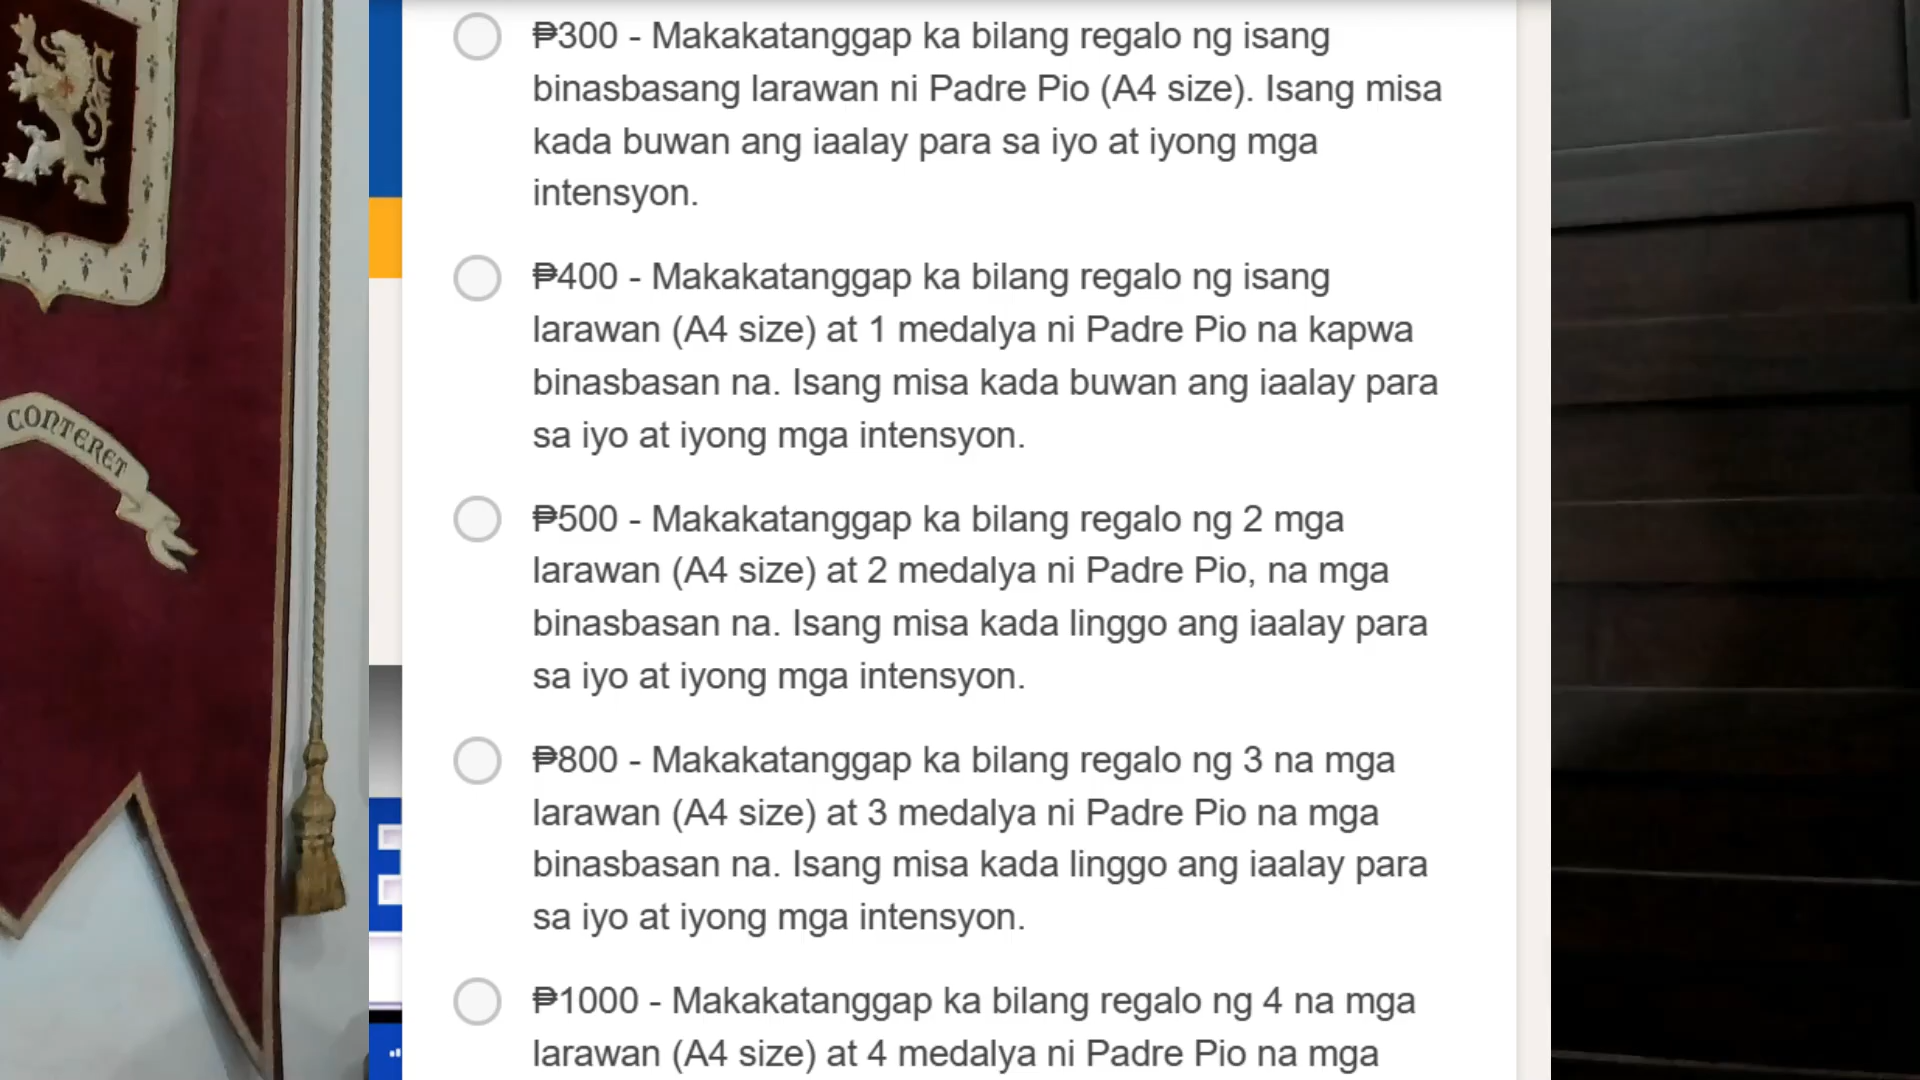 CONTERET
₱300 - Makakatanggap ka bilang regalo ng isang
binasbasang larawan ni Padre Pio (A4 size). Isang misa
kada buwan ang iaalay para sa iyo at iyong mga
intensyon.
₱400 - Makakatanggap ka bilang regalo ng isang
larawan (A4 size) at 1 medalya ni Padre Pio na kapwa
binasbasan na. Isang misa kada buwan ang iaalay para
sa iyo at iyong mga intensyon.
₱500 - Makakatanggap ka bilang regalo ng 2 mga
larawan (A4 size) at 2 medalya ni Padre Pio, na mga
binasbasan na. Isang misa kada linggo ang iaalay para
sa iyo at iyong mga intensyon.
₱800 - Makakatanggap ka bilang regalo ng 3 na mga
larawan (A4 size) at 3 medalya ni Padre Pio na mga
binasbasan na. Isang misa kada linggo ang iaalay para
sa iyo at iyong mga intensyon.
₱1000 - Makakatanggap ka bilang regalo ng 4 na mga
larawan (A4 size) at 4 medalya ni Padre Pio na mga